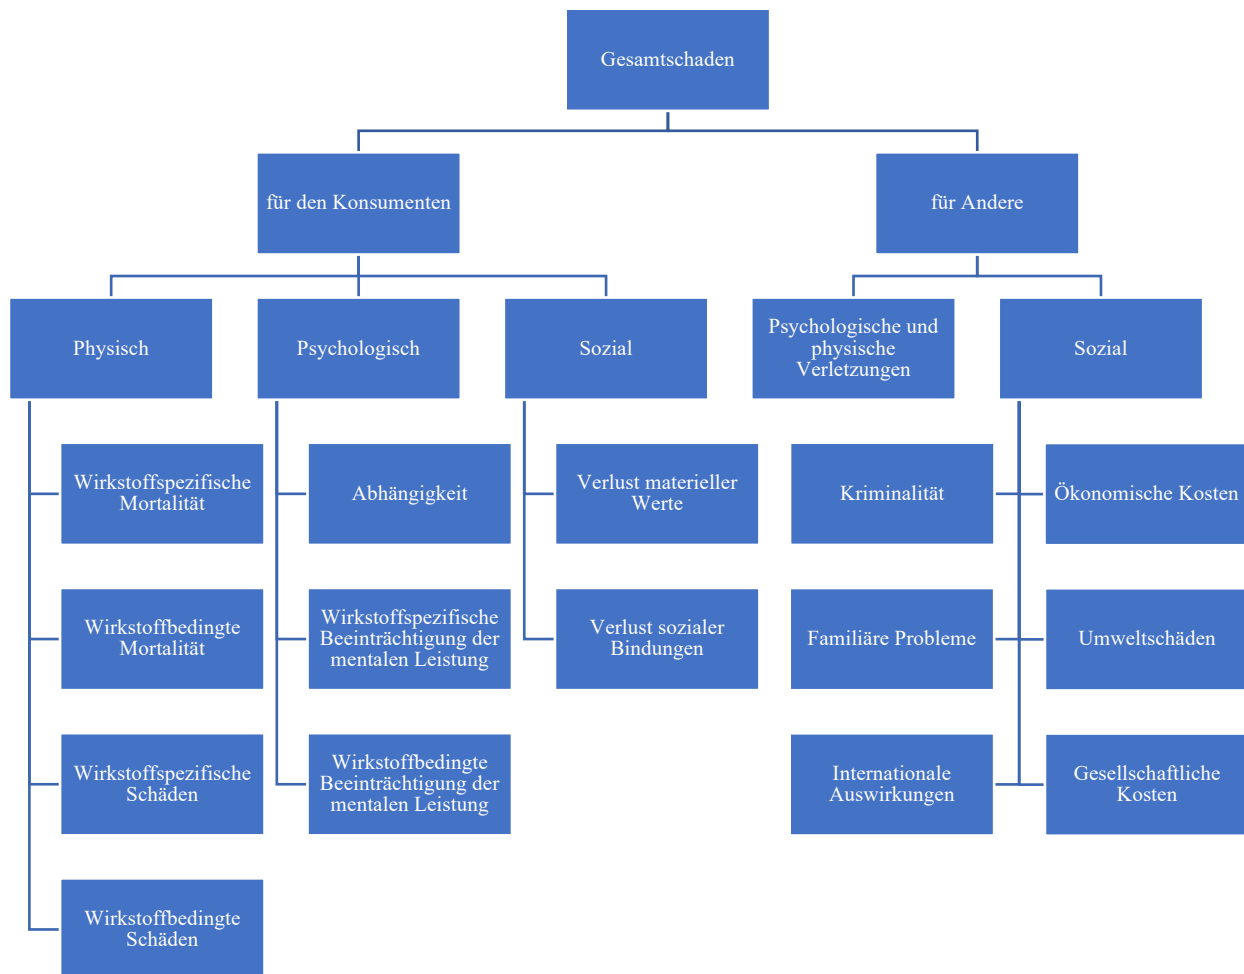 Gesamtschaden
für den Konsumenten
für Andere
Physisch
Psychologisch
Sozial
Psychologische und
physische
Verletzungen
Sozial
Wirkstoffspezifische
Mortalität
Abhängigkeit
Verlust materieller
Werte
Kriminalität
Ökonomische Kosten
Wirkstoffbedingte
Mortalität
Wirkstoffspezifische
Beeinträchtigung der
mentalen Leistung
Verlust sozialer
Bindungen
Familiäre Probleme
Umweltschäden
Wirkstoffspezifische
Schäden
Wirkstoffbedingte
Beeinträchtigung der
mentalen Leistung
Internationale
Auswirkungen
Gesellschaftliche
Kosten
Wirkstoffbedingte
Schäden